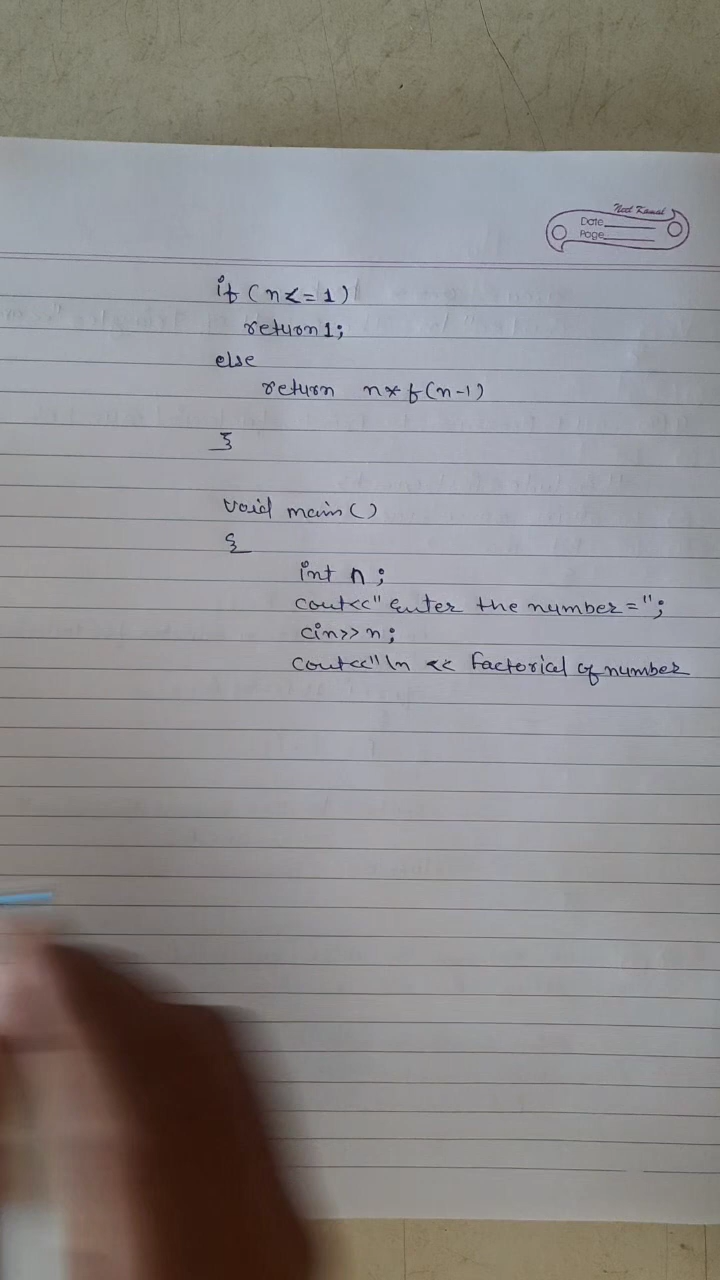 Neel Kamal
Date
Page
if (n<=1)
return 1;
else
return n* f(n-1)
}
void main()
{
int n ;
cout<<" Enter the number =";
cin>> n;
cout<<"\n << factorial of number